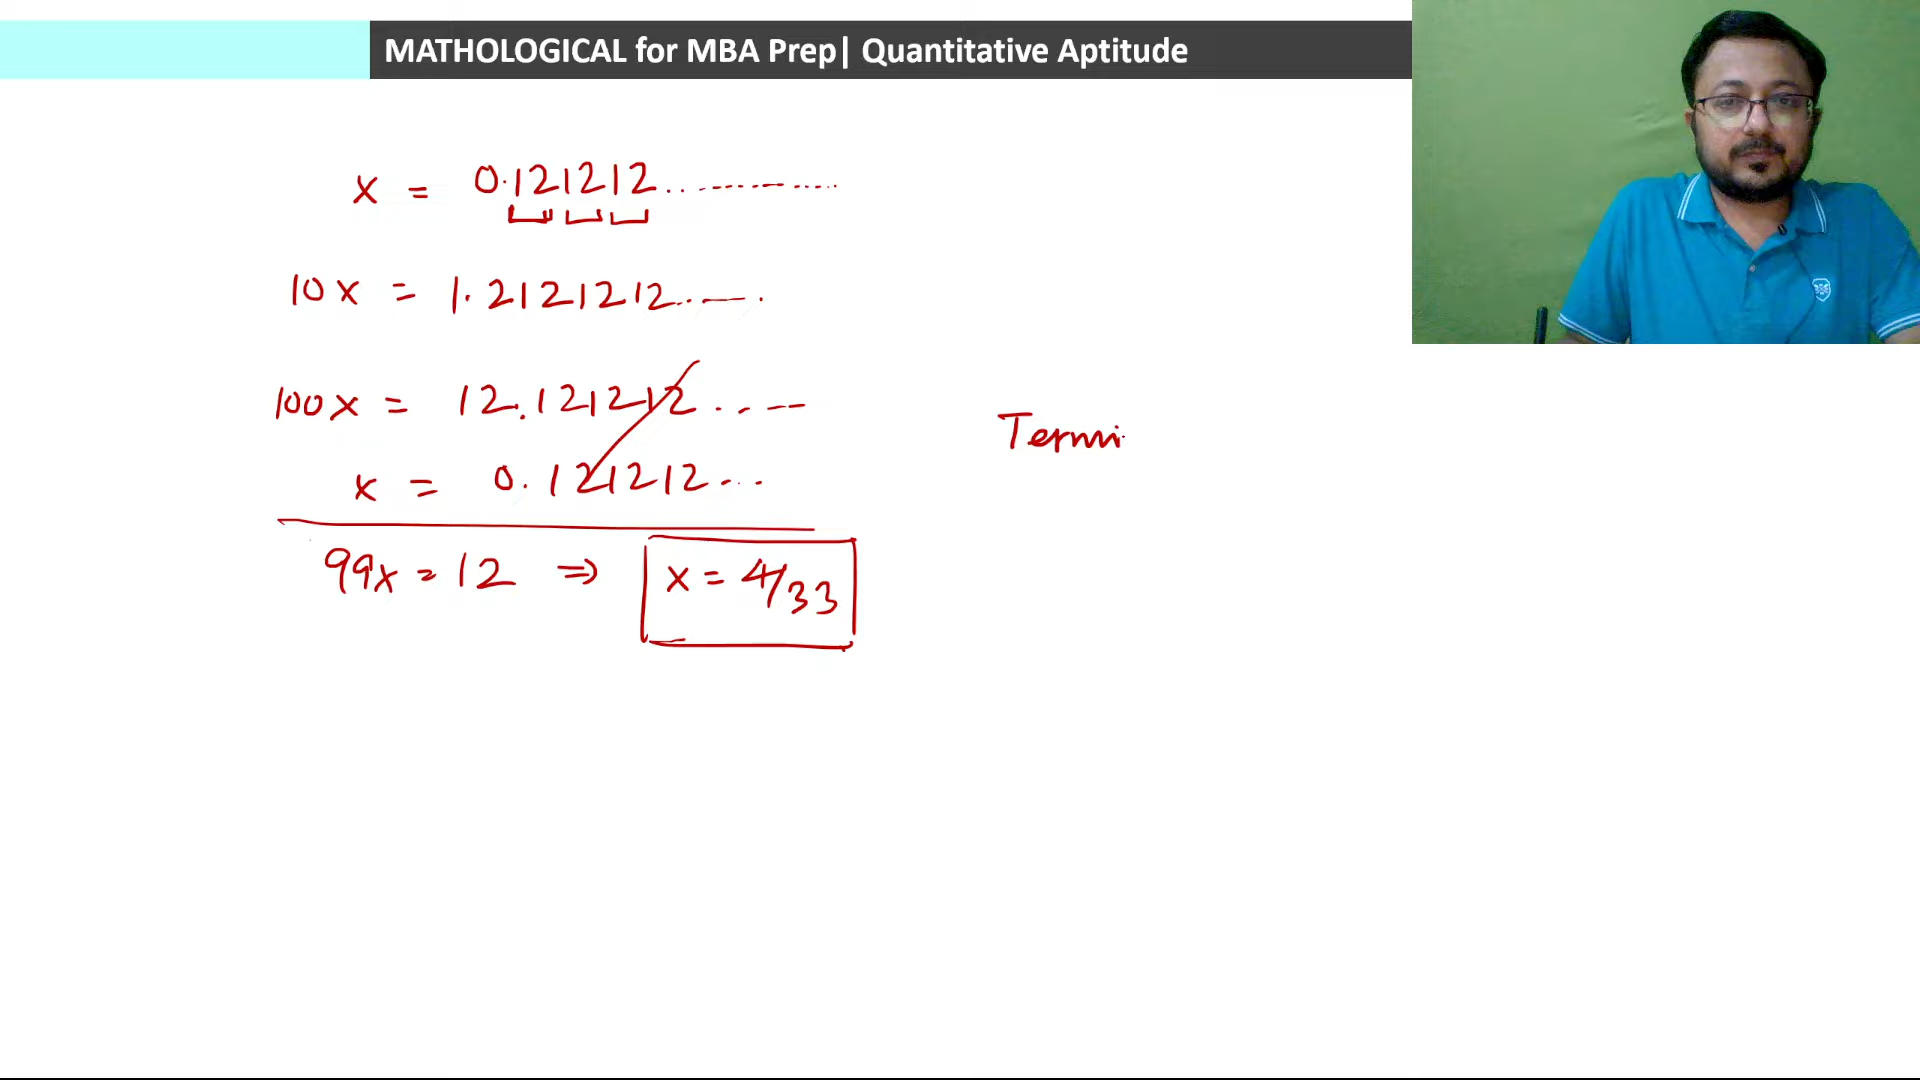 MATHOLOGICAL for MBA Prep| Quantitative Aptitude
x = 0.121212..............
10x = 1.2121212.....
100x = 12.121212....
x = 0.121212...
99x = 12 ⇒ x = 4/33
Termi